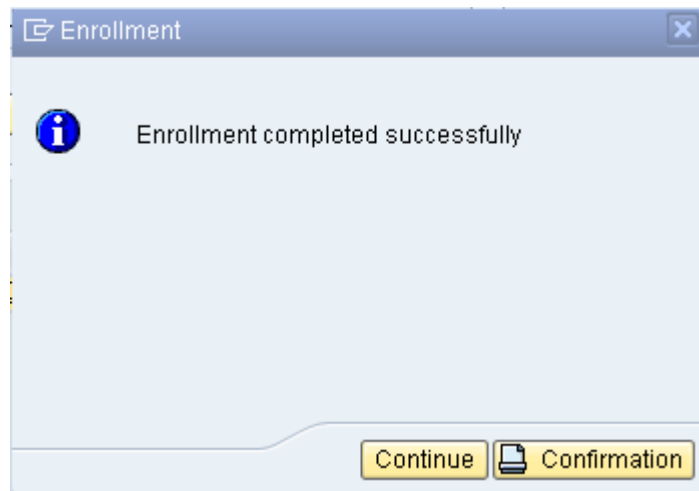 Enrollment
Enrollment completed successfully
Continue
Confirmation